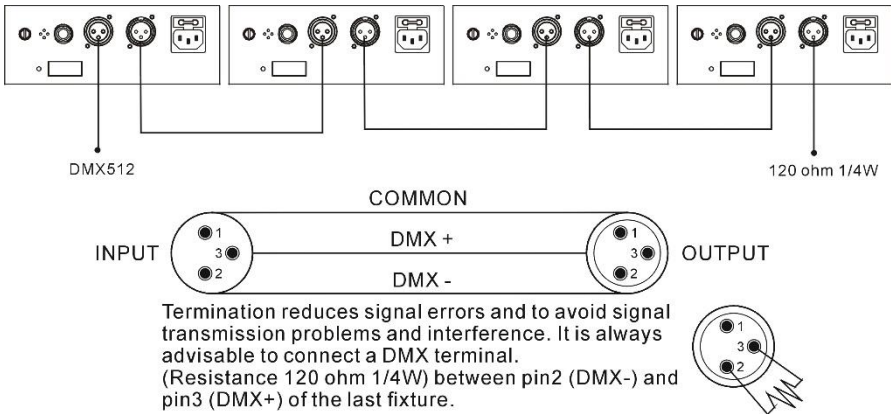 DMX512
120 ohm 1/4W
COMMON
INPUT
1
3
2
DMX +
DMX -
1
3
2
OUTPUT
Termination reduces signal errors and to avoid signal
transmission problems and interference. It is always
advisable to connect a DMX terminal.
(Resistance 120 ohm 1/4W) between pin2 (DMX-) and
pin3 (DMX+) of the last fixture.
1
3
2